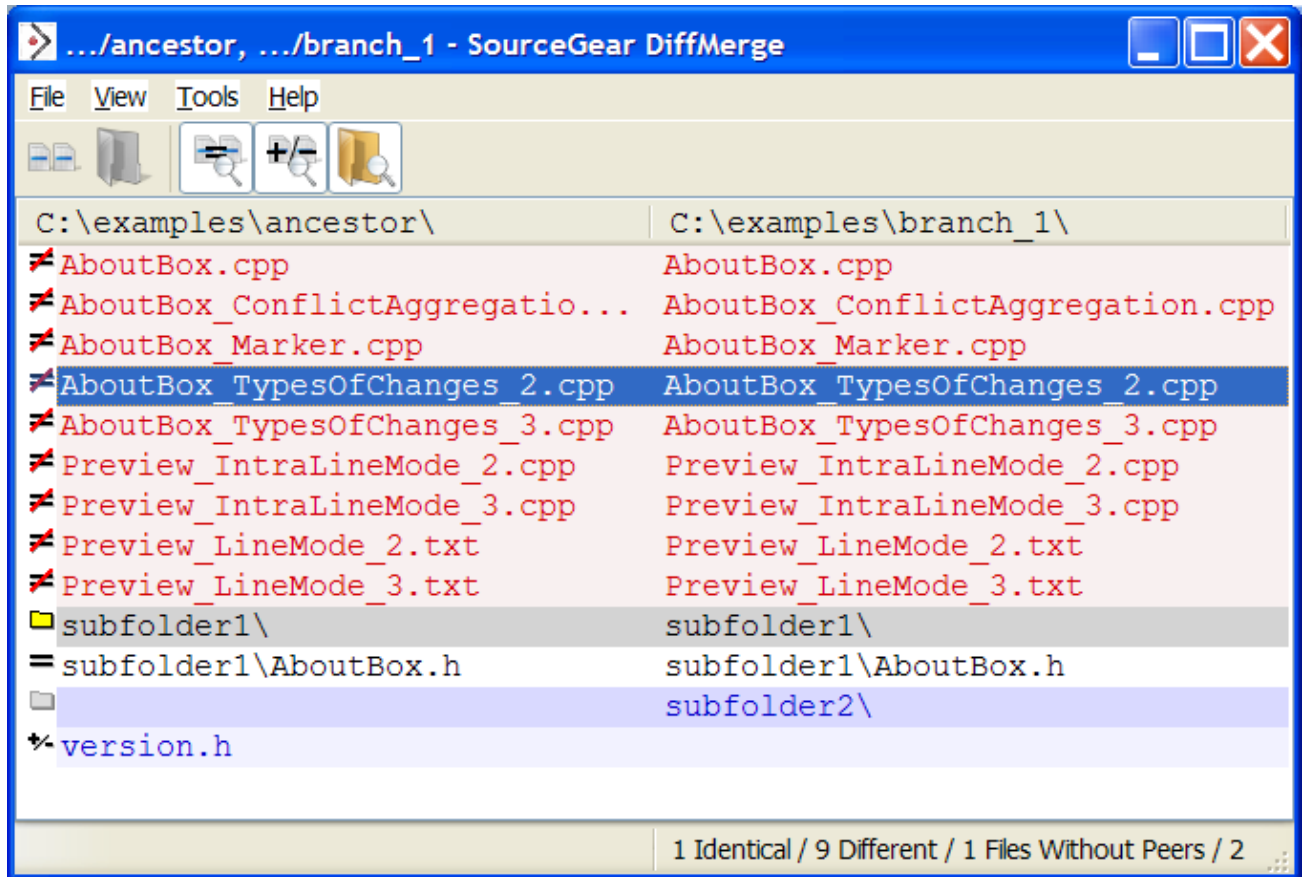 .../ancestor, .../branch_1 - SourceGear DiffMerge
File View Tools Help
C:\examples\ancestor\ C:\examples\branch_1\
AboutBox.cpp AboutBox.cpp
AboutBox_ConflictAggregatio... AboutBox_ConflictAggregation.cpp
AboutBox_Marker.cpp AboutBox_Marker.cpp
AboutBox_TypesOfChanges_2.cpp AboutBox_TypesOfChanges_2.cpp
AboutBox_TypesOfChanges_3.cpp AboutBox_TypesOfChanges_3.cpp
Preview_IntraLineMode_2.cpp Preview_IntraLineMode_2.cpp
Preview_IntraLineMode_3.cpp Preview_IntraLineMode_3.cpp
Preview_LineMode_2.txt Preview_LineMode_2.txt
Preview_LineMode_3.txt Preview_LineMode_3.txt
subfolder1\ subfolder1\
subfolder1\AboutBox.h subfolder1\AboutBox.h
subfolder2\
version.h
1 Identical / 9 Different / 1 Files Without Peers / 2